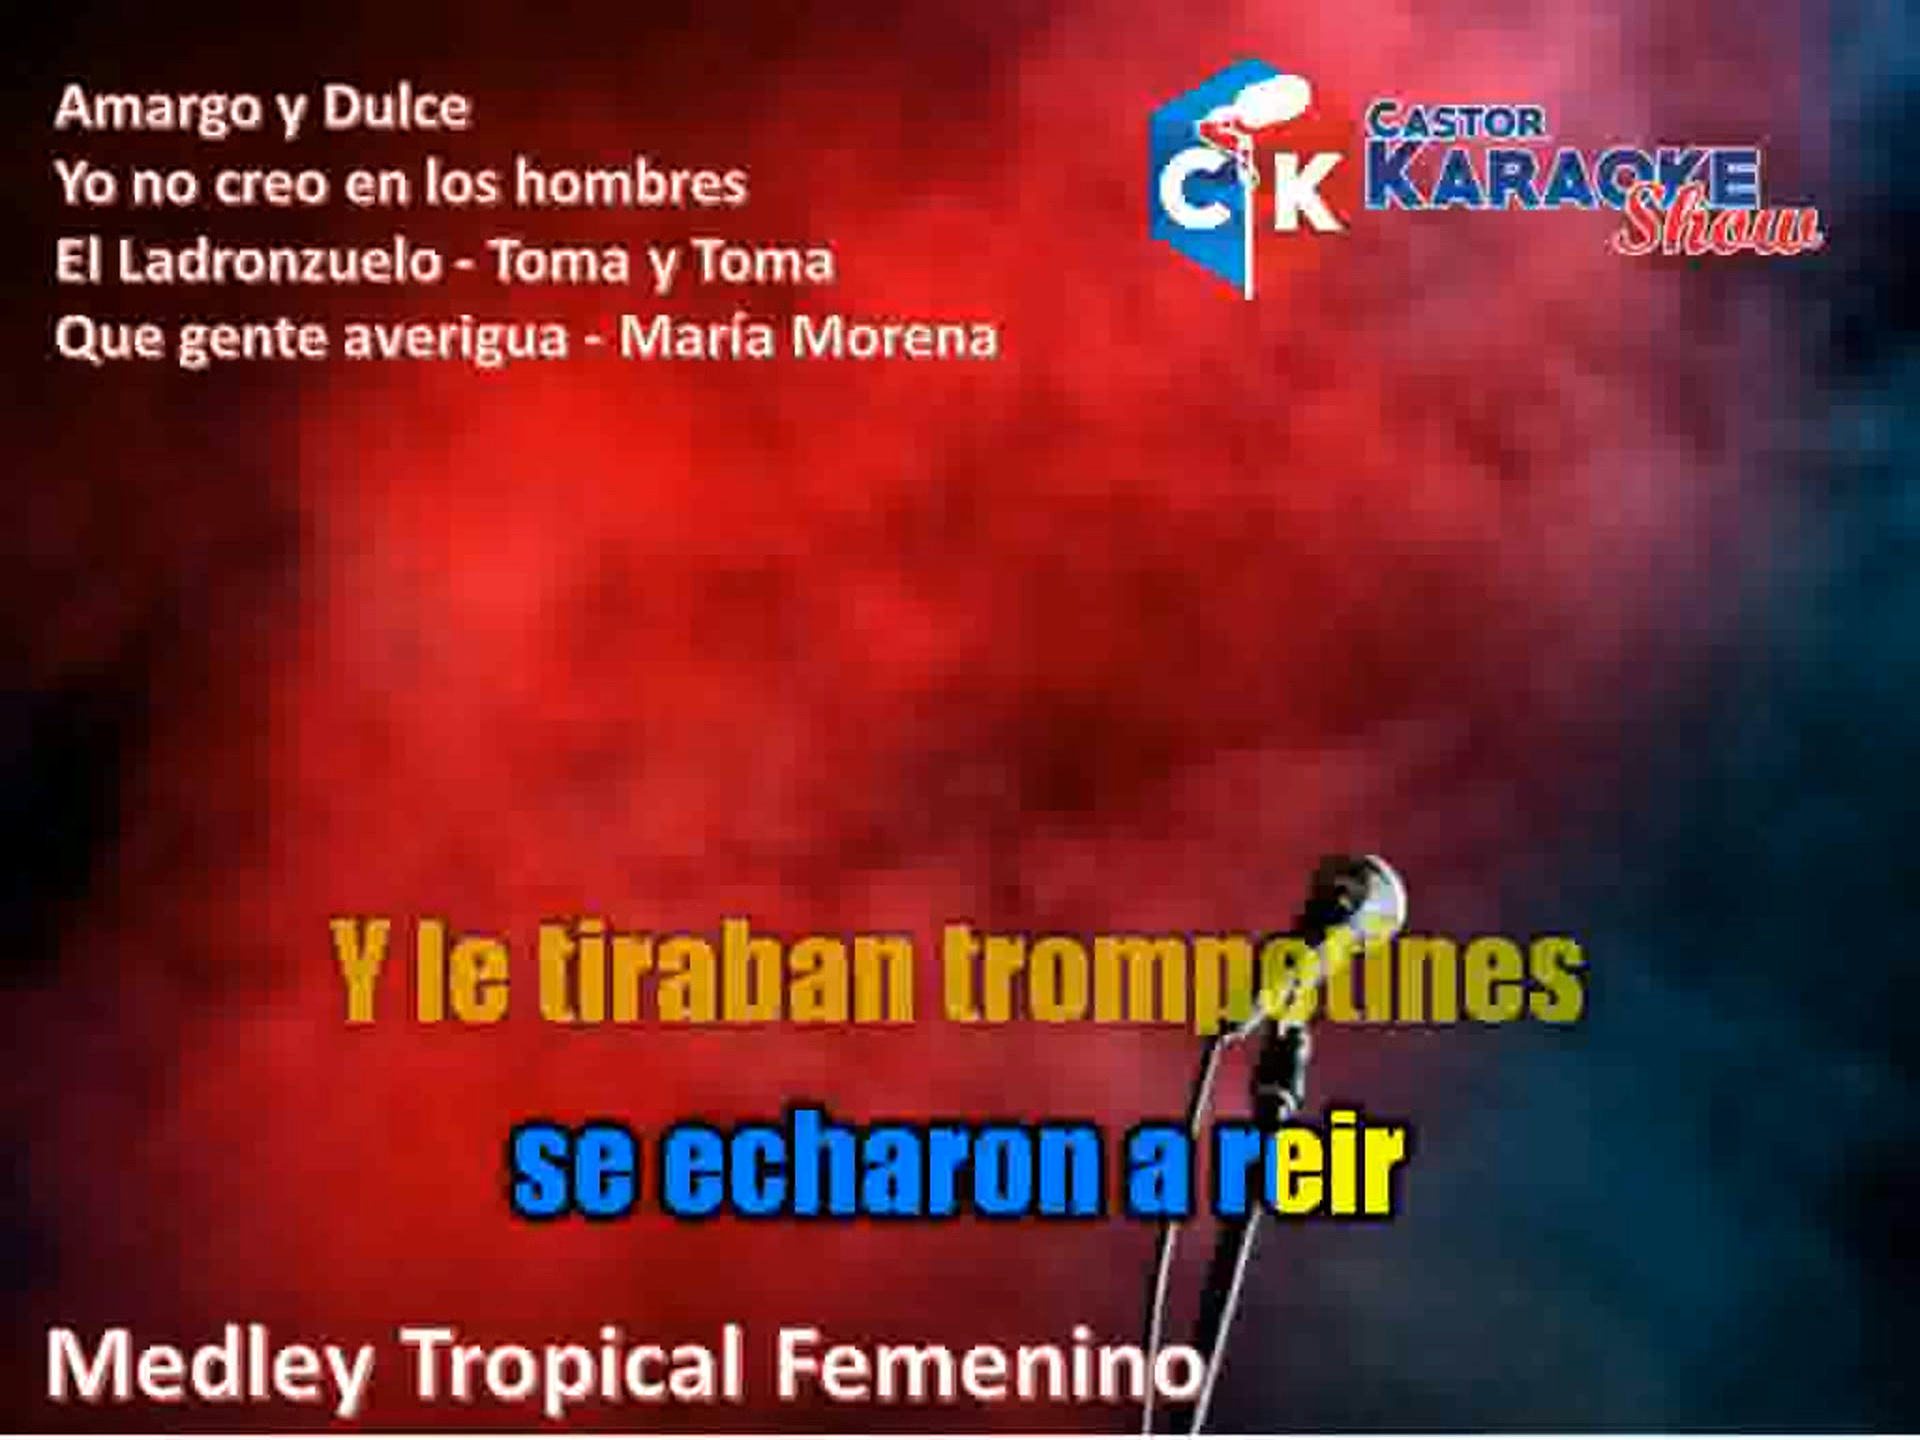 Amargo y Dulce
Yo no creo en los hombres
El Ladronzuelo - Toma y Toma
Que gente averigua - María Morena
CK
CASTOR
KARAOKE
Show
Y le tiraban trompetines
se echaron a reir
Medley Tropical Femenino